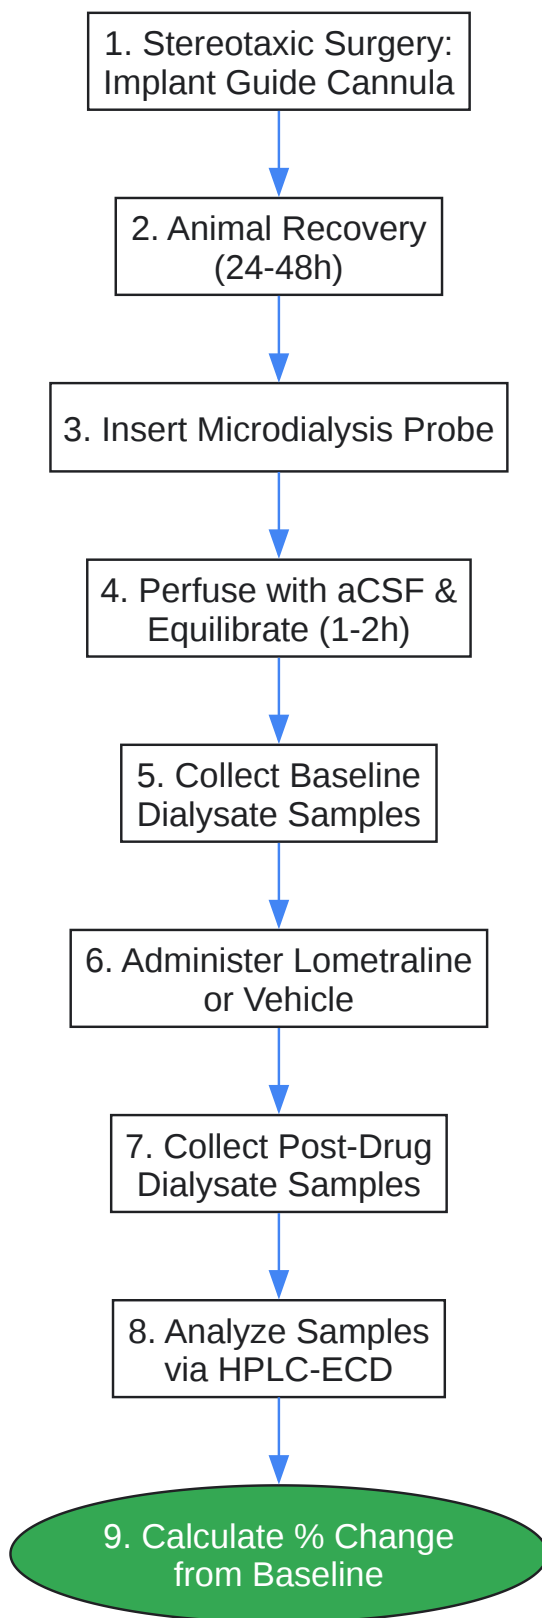 1. Stereotaxic Surgery:
Implant Guide Cannula
2. Animal Recovery
(24-48h)
3. Insert Microdialysis Probe
4. Perfuse with aCSF &
Equilibrate (1-2h)
5. Collect Baseline
Dialysate Samples
6. Administer Lometraline
or Vehicle
7. Collect Post-Drug
Dialysate Samples
8. Analyze Samples
via HPLC-ECD
9. Calculate % Change
from Baseline